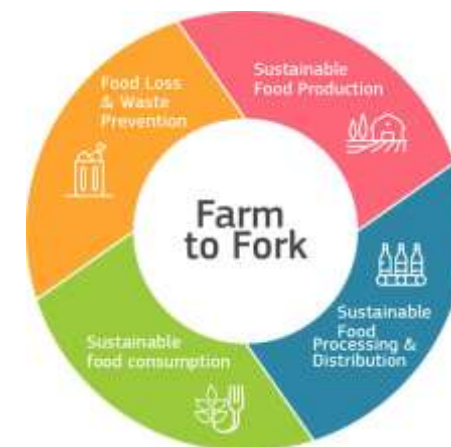 Food Loss
& Waste
Prevention
Sustainable
Food Production
Farm
to Fork
Sustainable
Food
Processing &
Distribution
Sustainable
food consumption